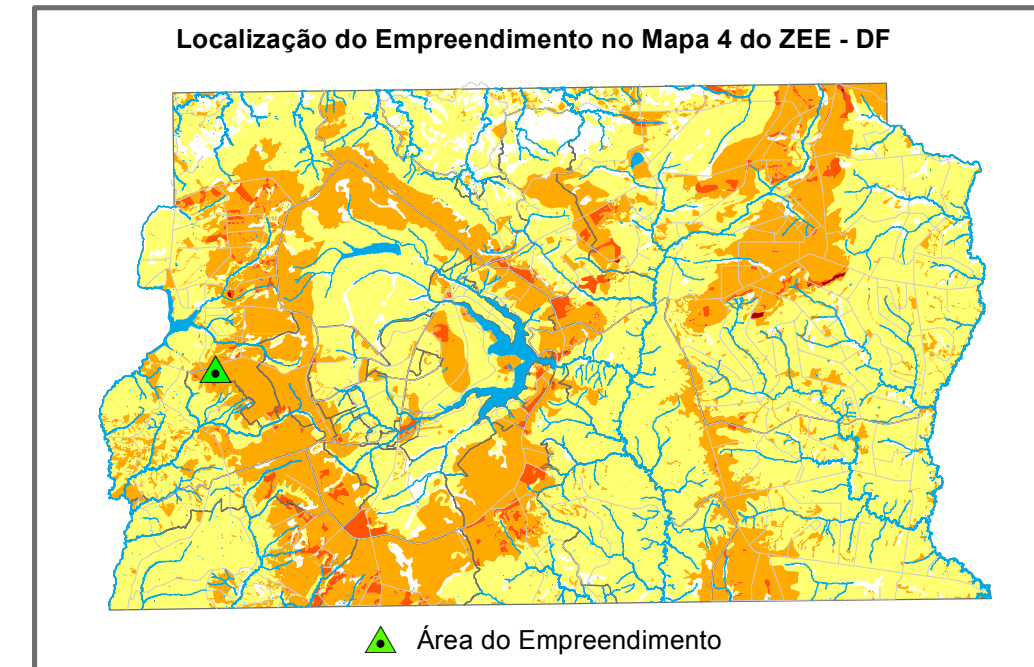 Localização do Empreendimento no Mapa 4 do ZEE - DF
Área do Empreendimento